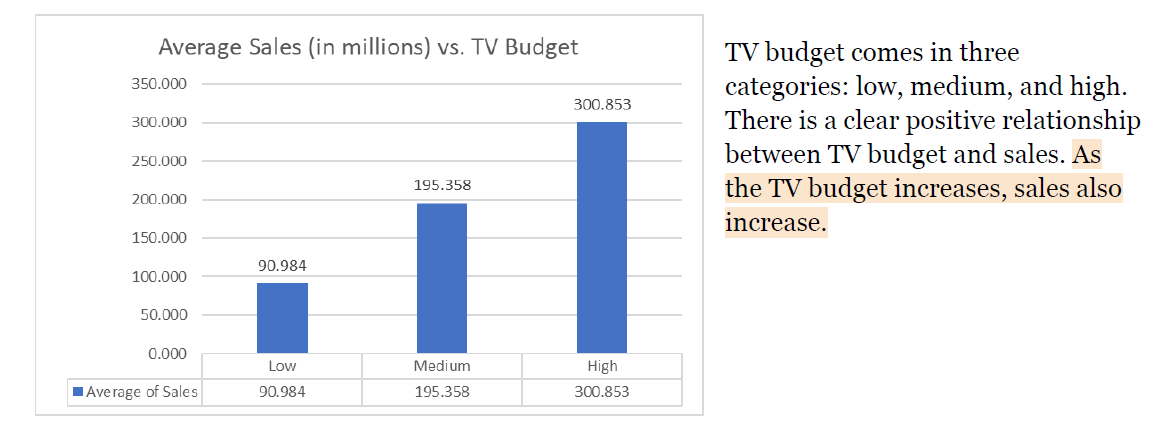 Average Sales (in millions) vs. TV Budget
350.000
300.000
250.000
200.000
150.000
100.000
50.000
0.000
90.984
195.358
300.853
Low Medium High
Average of Sales 90.984 195.358 300.853
TV budget comes in three
categories: low, medium, and high.
There is a clear positive relationship
between TV budget and sales. As
the TV budget increases, sales also
increase.